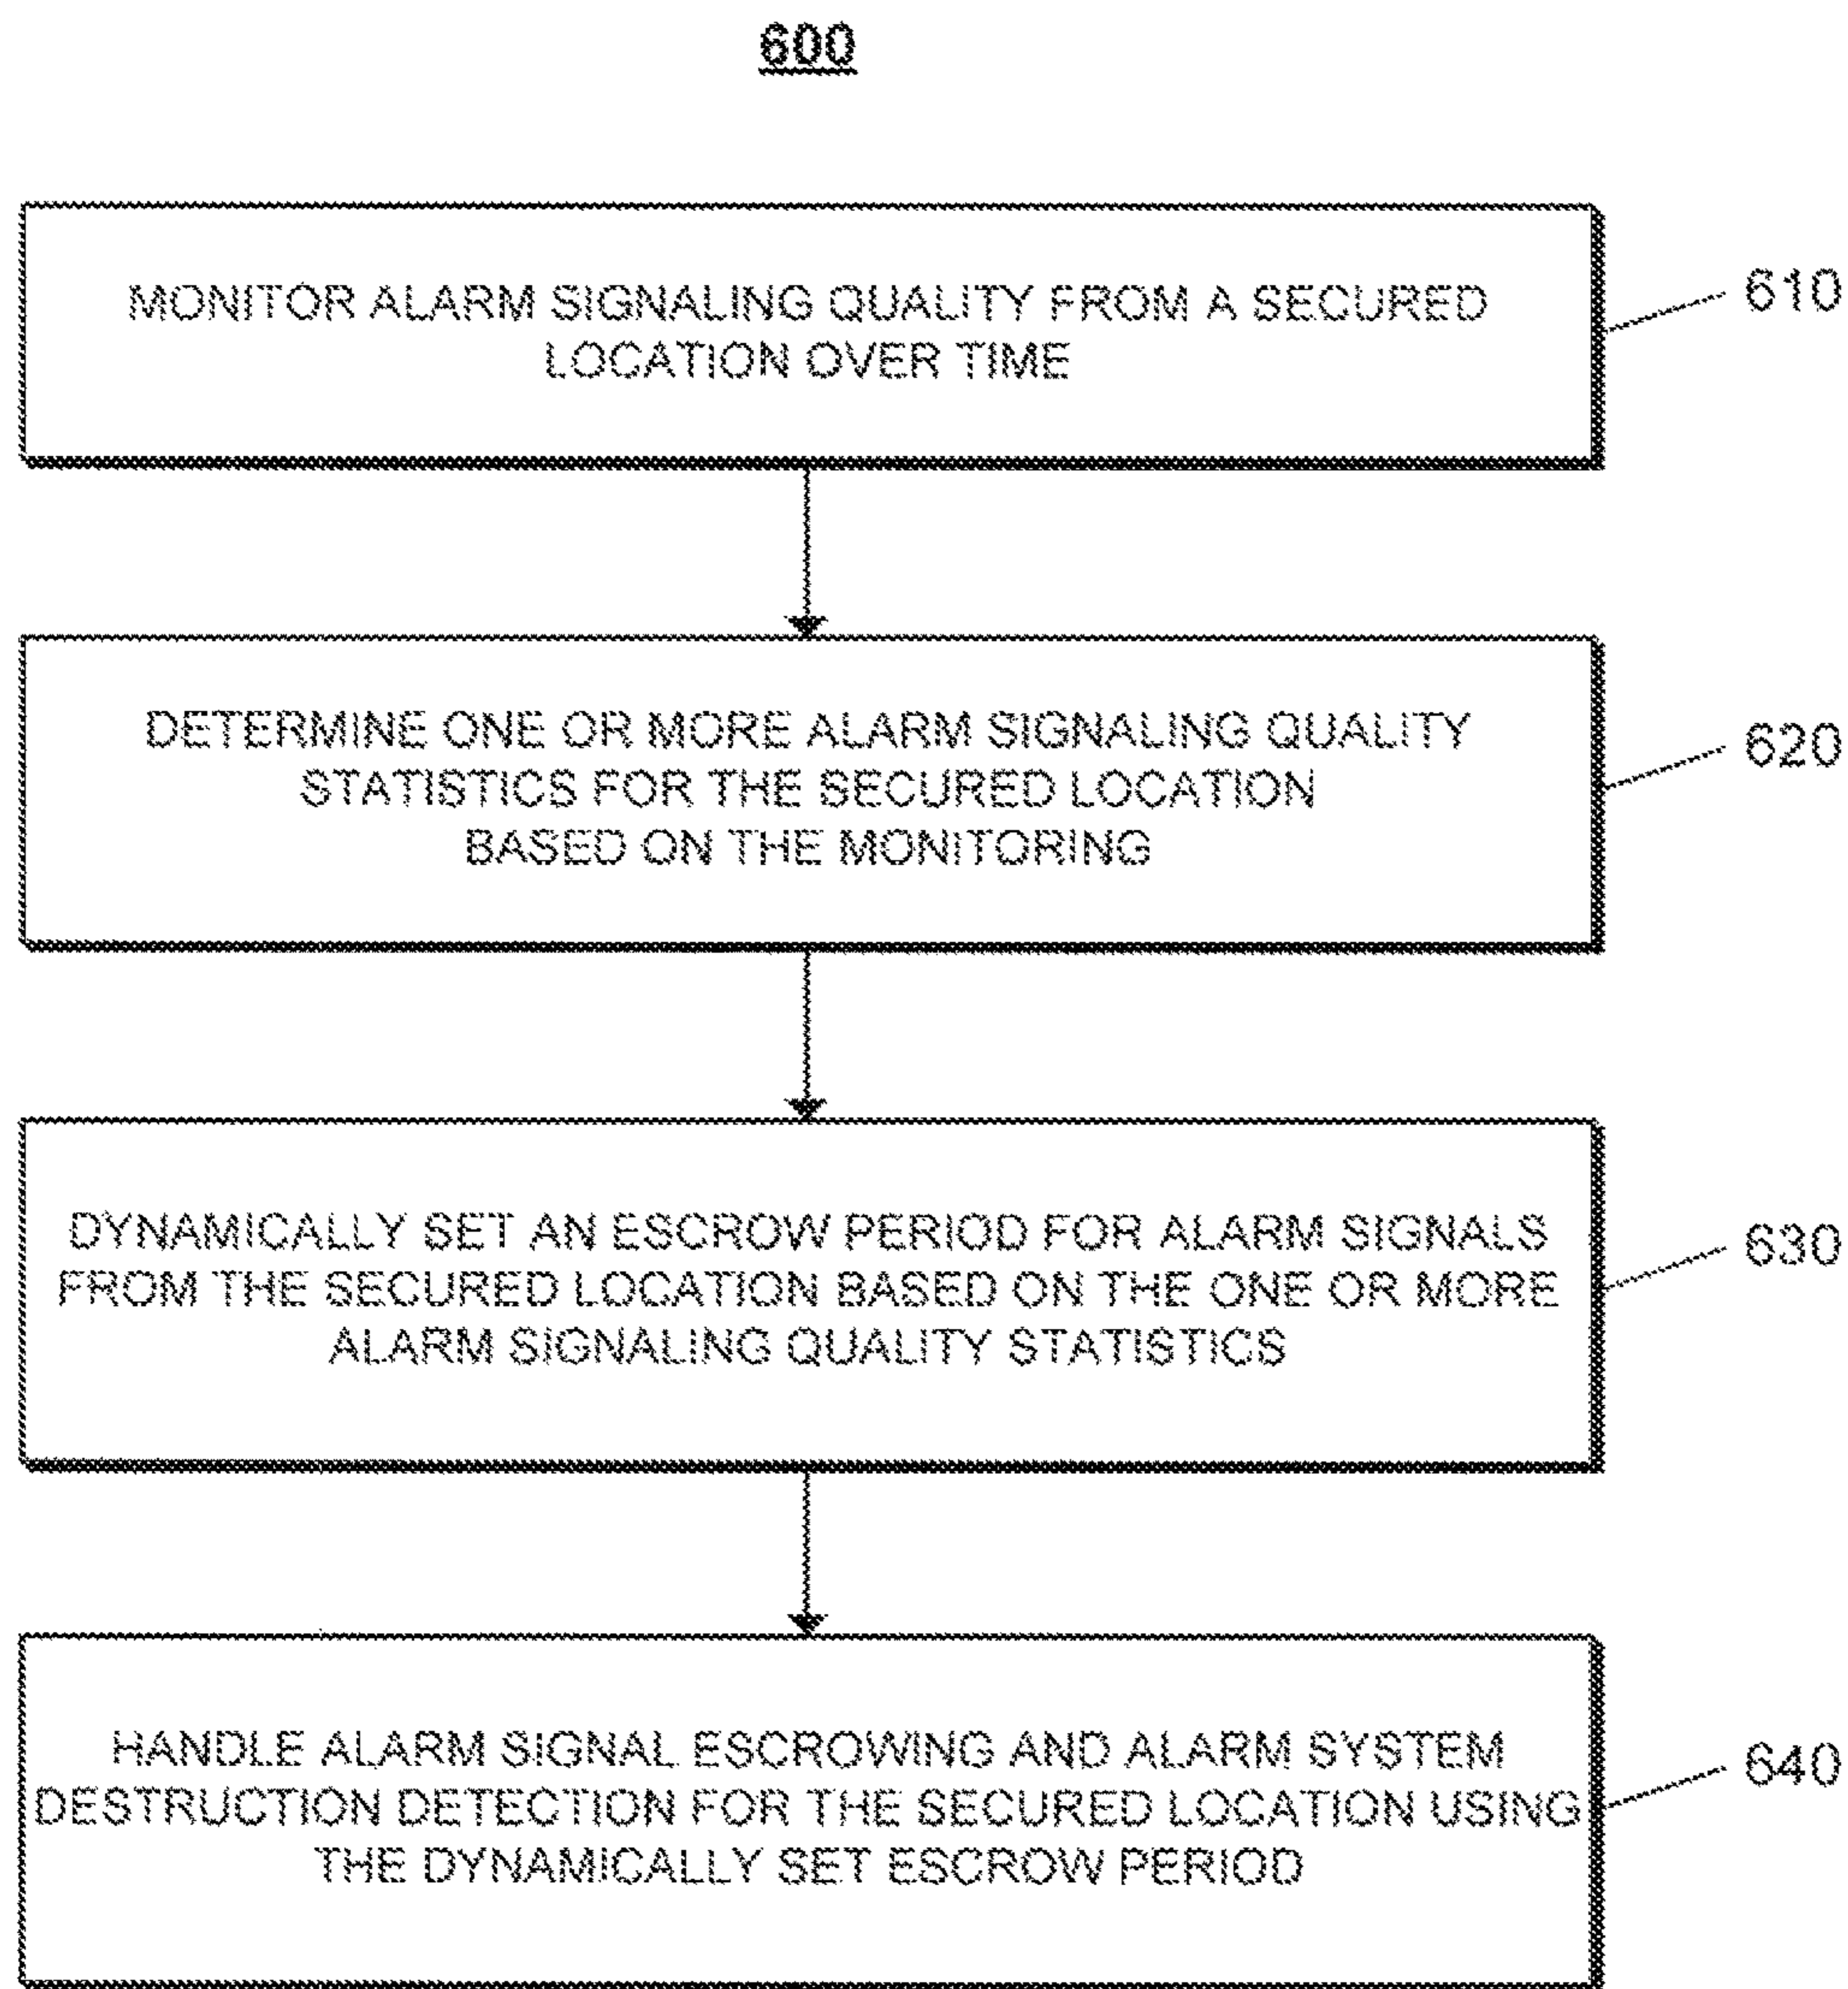 600
MONITOR ALARM SIGNALING QUALITY FROM A SECURED
LOCATION OVER TIME
610
DETERMINE ONE OR MORE ALARM SIGNALING QUALITY
STATISTICS FOR THE SECURED LOCATION
BASED ON THE MONITORING
620
DYNAMICALLY SET AN ESCROW PERIOD FOR ALARM SIGNALS
FROM THE SECURED LOCATION BASED ON THE ONE OR MORE
ALARM SIGNALING QUALITY STATISTICS
630
HANDLE ALARM SIGNAL ESCROWING AND ALARM SYSTEM
DESTRUCTION DETECTION FOR THE SECURED LOCATION USING
THE DYNAMICALLY SET ESCROW PERIOD
640